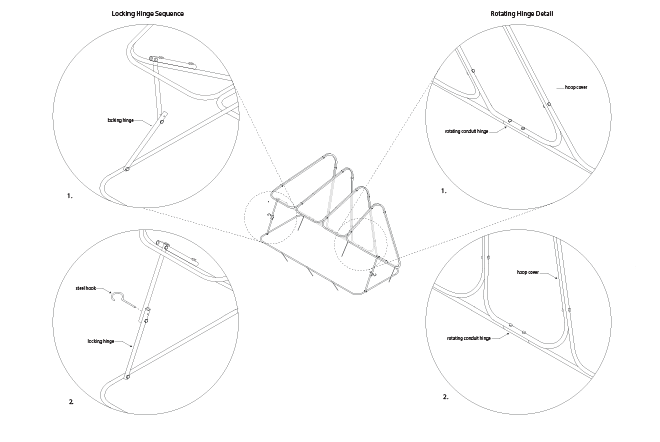 Locking Hinge Sequence
locking hinge
1.
steel hook
locking hinge
2
Rotating Hinge Detail
hoop cover
rotating conduit hinge
1.
hoop cover
rotating conduit hinge
2.